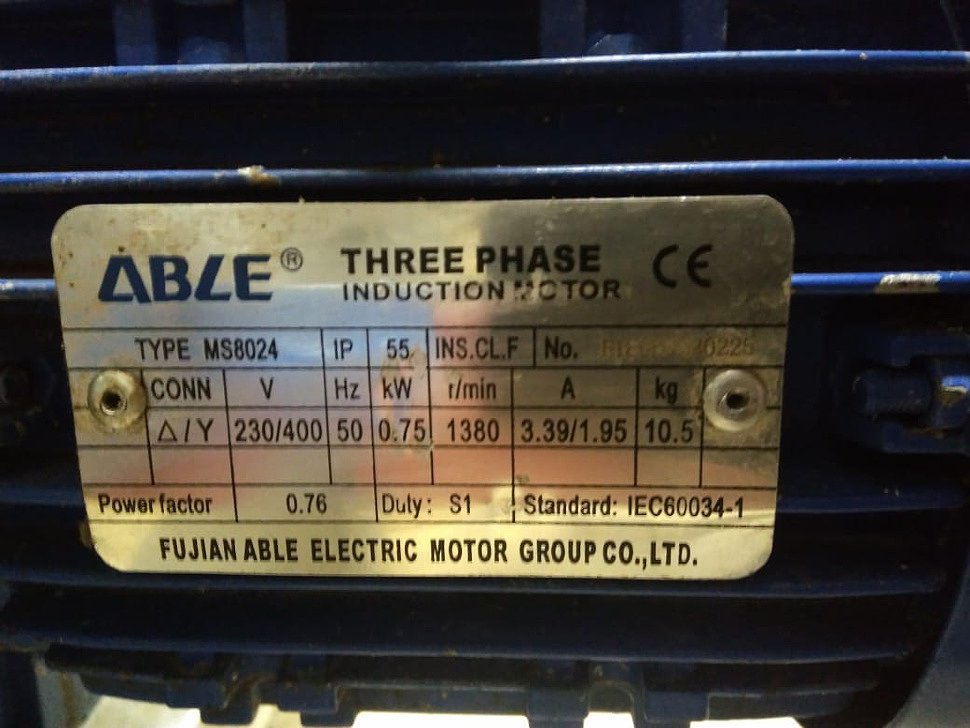 ABLE ® THREE PHASE CE
INDUCTION MOTOR
TYPE MS8024 IP 55 INS.CL.F No.
CONN V Hz kW r/min A kg
△/Y 230/400 50 0.75 1380 3.39/1.95 10.5
Power factor 0.76 Duty: S1 Standard: IEC60034-1
FUJIAN ABLE ELECTRIC MOTOR GROUP CO.,LTD.